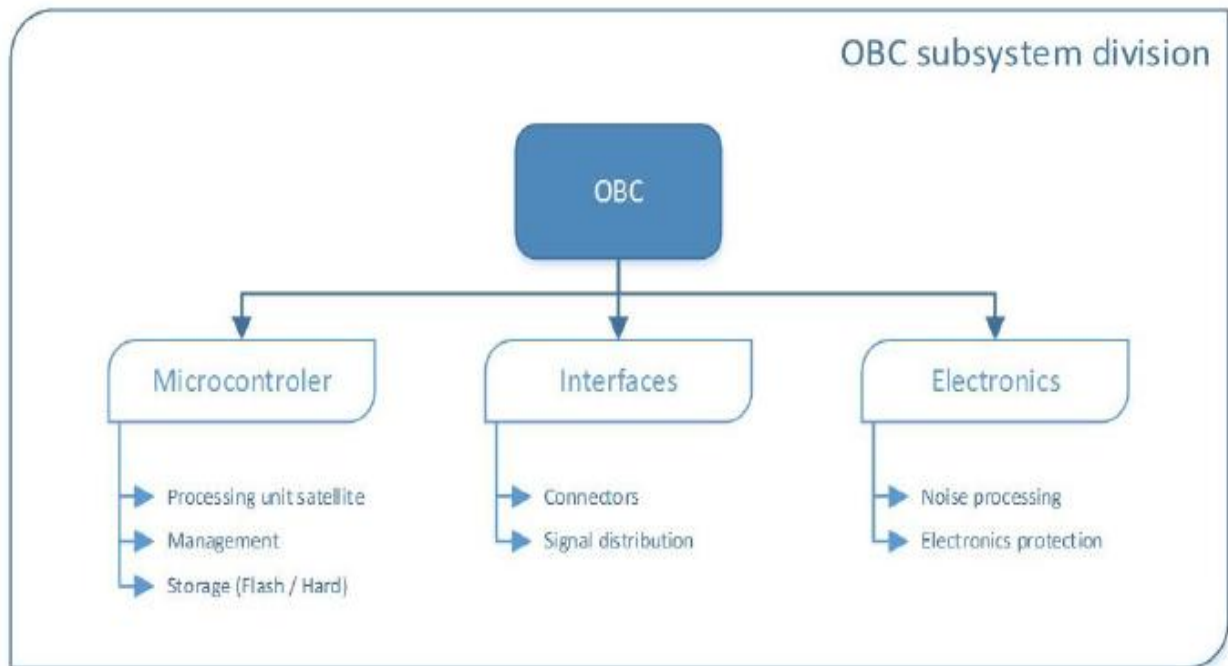 OBC subsystem division
OBC
Microcontroler
Interfaces
Electronics
Processing unit satellite
Management
Storage (Flash / Hard)
Connectors
Signal distribution
Noise processing
Electronics protection